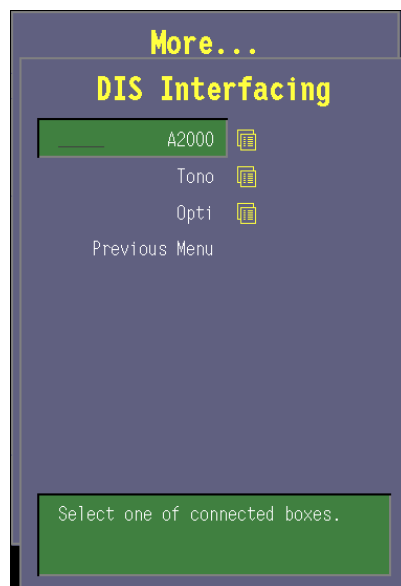 More...
DIS Interfacing
A2000
Tono
Opti
Previous Menu
Select one of connected boxes.